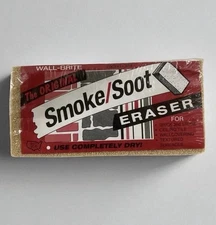 WALL-BRITE
The ORIGINAL
Smoke/Soot
ERASER
FOR
• USE COMPLETELY DRY!